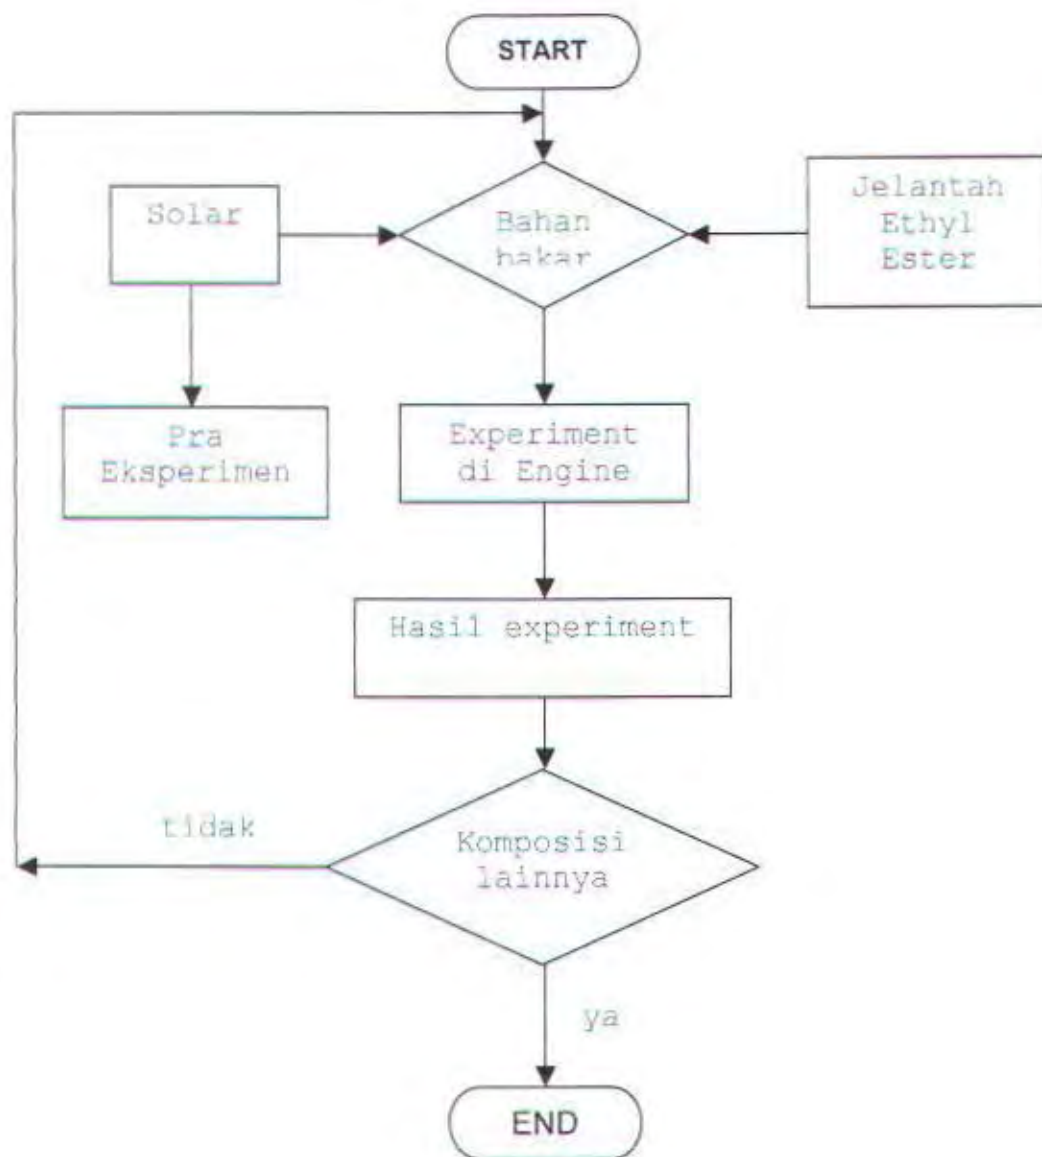 START
Solar
Bahan
bakar
Jelantah
Ethyl
Ester
Pra
Eksperimen
Experiment
di Engine
Hasil experiment
tidak
Komposisi
lainnya
ya
END